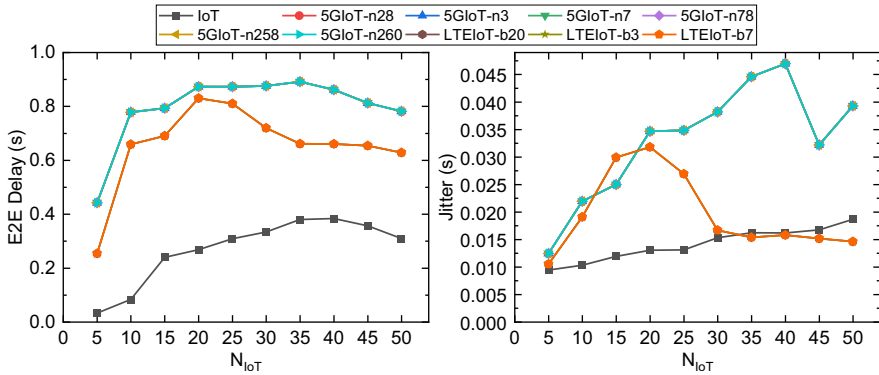 IoT 5GIoT-n28 5GIoT-n3 5GIoT-n7 5GIoT-n78
5GIoT-n258 5GIoT-n260 LTEIoT-b20 LTEIoT-b3 LTEIoT-b7
E2E Delay (s)
1.0
0.8
0.6
0.4
0.2
0.0
0 5 10 15 20 25 30 35 40 45 50
N_IoT
Jitter (s)
0.045
0.040
0.035
0.030
0.025
0.020
0.015
0.010
0.005
0.000
0 5 10 15 20 25 30 35 40 45 50
N_IoT